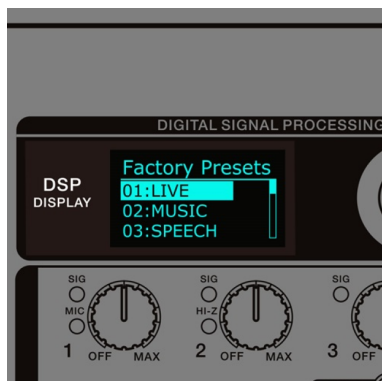 DIGITAL SIGNAL PROCESSING
DSP
DISPLAY
Factory Presets
01:LIVE
02:MUSIC
03:SPEECH
SIG
MIC
1 OFF MAX
SIG
HI-Z
2 OFF MAX
SIG
3 OFF